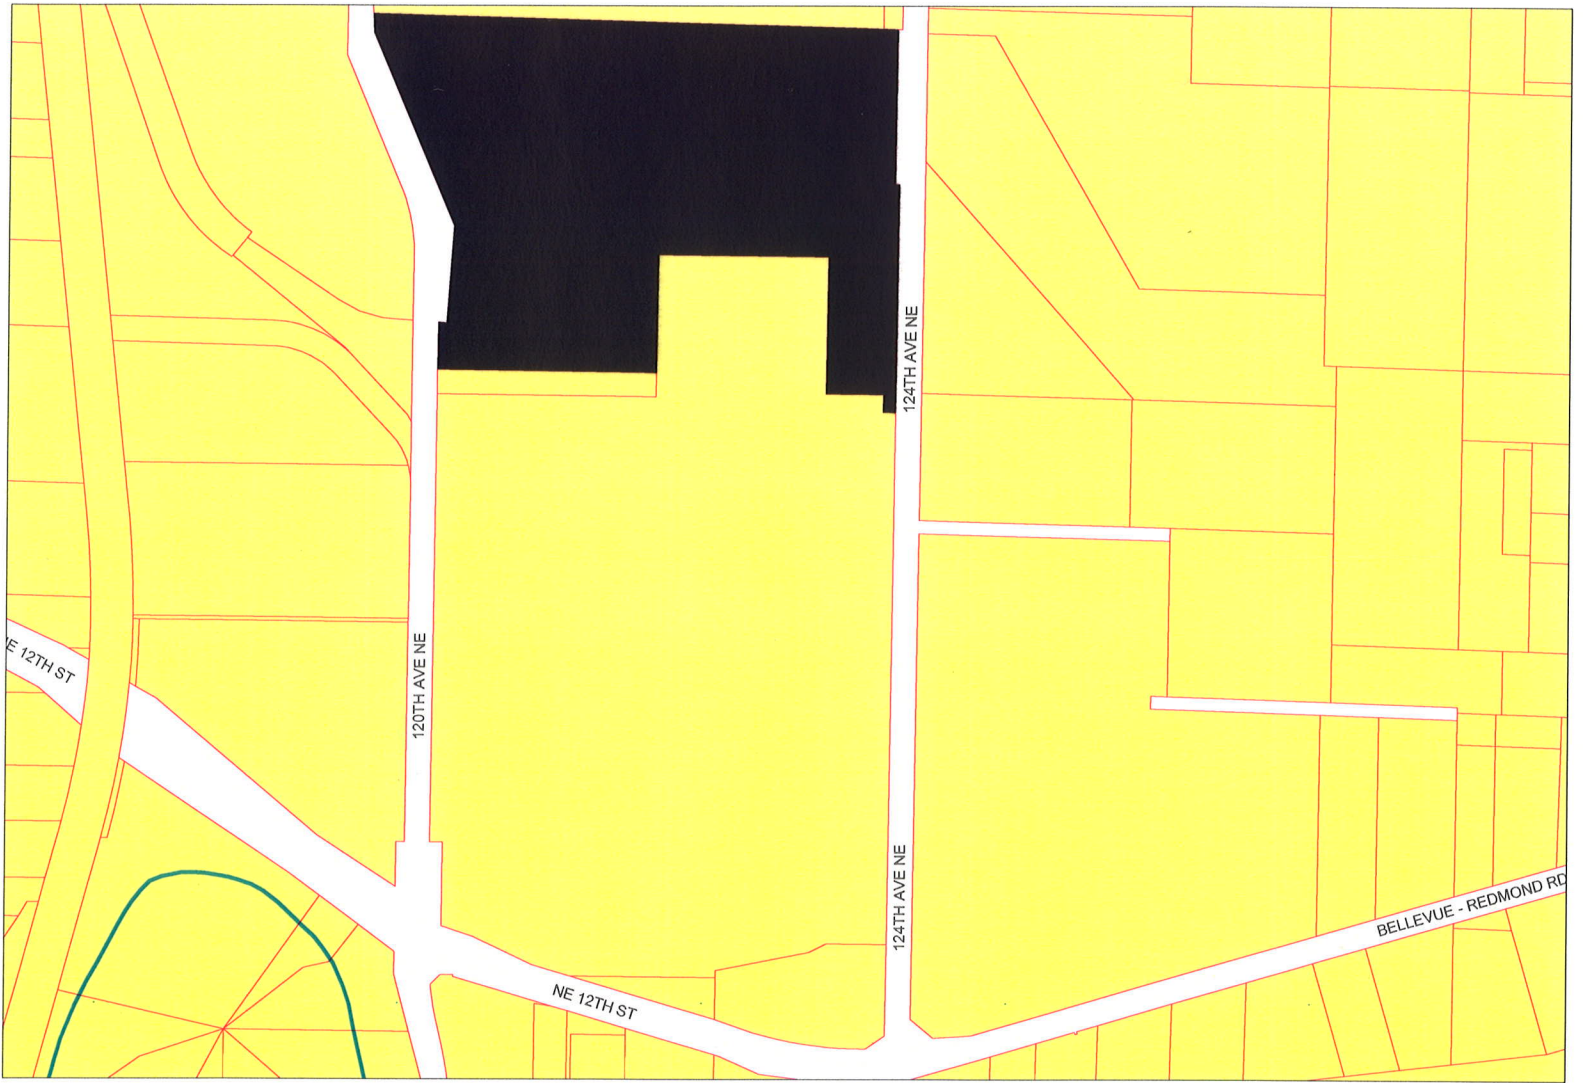 124TH AVE NE
120TH AVE NE
E 12TH ST
124TH AVE NE
BELLEVUE - REDMOND RD
NE 12TH ST